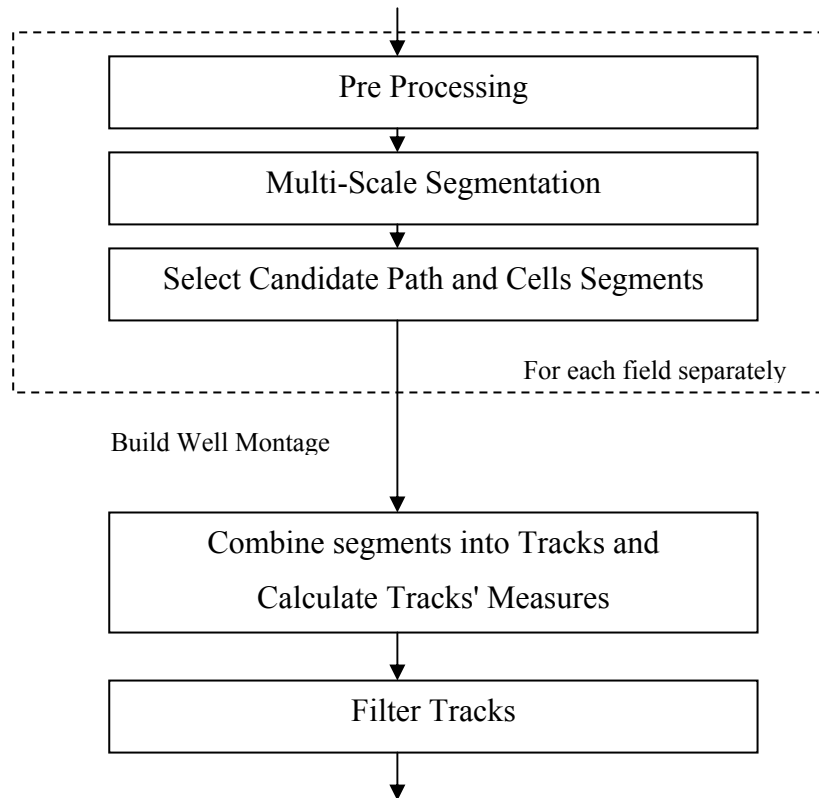 Pre Processing
Multi-Scale Segmentation
Select Candidate Path and Cells Segments
For each field separately
Build Well Montage
Combine segments into Tracks and
Calculate Tracks' Measures
Filter Tracks